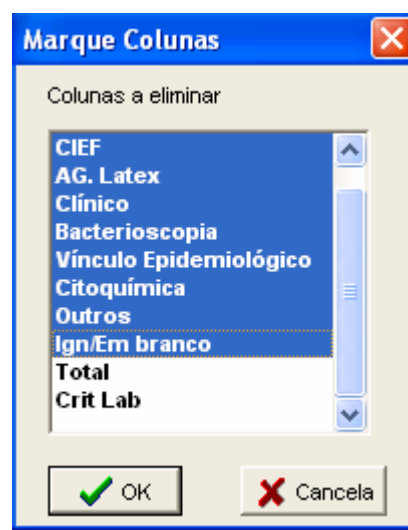 Marque Colunas
Colunas a eliminar
CIEF
AG. Latex
Clínico
Bacterioscopia
Vínculo Epidemiológico
Citoquímica
Outros
Ign/Em branco
Total
Crit Lab
OK
Cancela